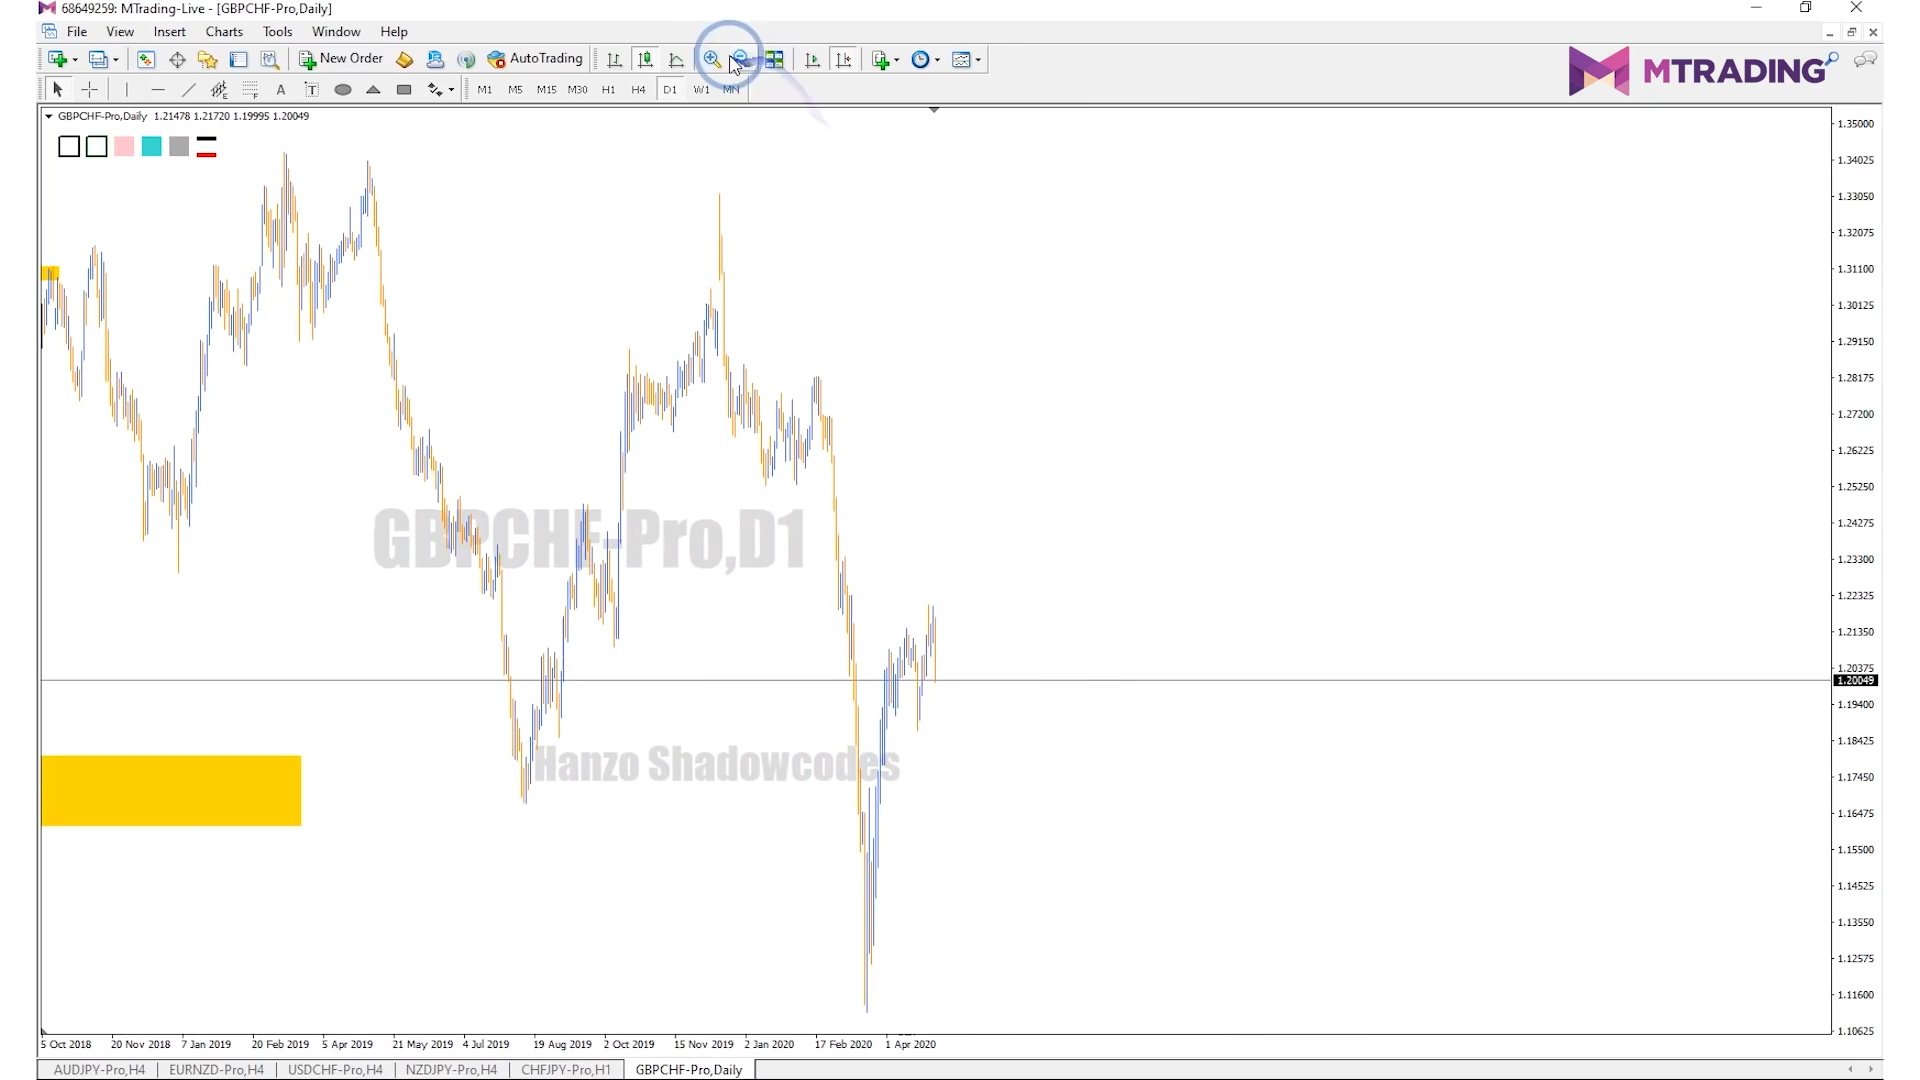 68649259: MTrading-Live - [GBPCHF-Pro,Daily]
File View Insert Charts Tools Window Help
New Order AutoTrading
MTRADING
A T M1 M5 M15 M30 H1 H4 D1 W1 MN
GBPCHF-Pro,Daily 1.21478 1.21720 1.19995 1.20049
1.35000
1.34025
1.33050
1.32075
1.31100
1.30125
1.29150
1.28175
1.27200
1.26225
1.25250
1.24275
GBPCHF-Pro,D1
1.23300
1.22325
1.21350
1.20375
1.20049
1.19400
1.18425
Hanzo Shadowcodes
1.17450
1.16475
1.15500
1.14525
1.13550
1.12575
1.11600
1.10625
5 Oct 2018 20 Nov 2018 7 Jan 2019 20 Feb 2019 5 Apr 2019 21 May 2019 4 Jul 2019 19 Aug 2019 2 Oct 2019 15 Nov 2019 2 Jan 2020 17 Feb 2020 1 Apr 2020
AUDJPY-Pro,H4 EURNZD-Pro,H4 USDCHF-Pro,H4 NZDJPY-Pro,H4 CHFJPY-Pro,H1 GBPCHF-Pro,Daily